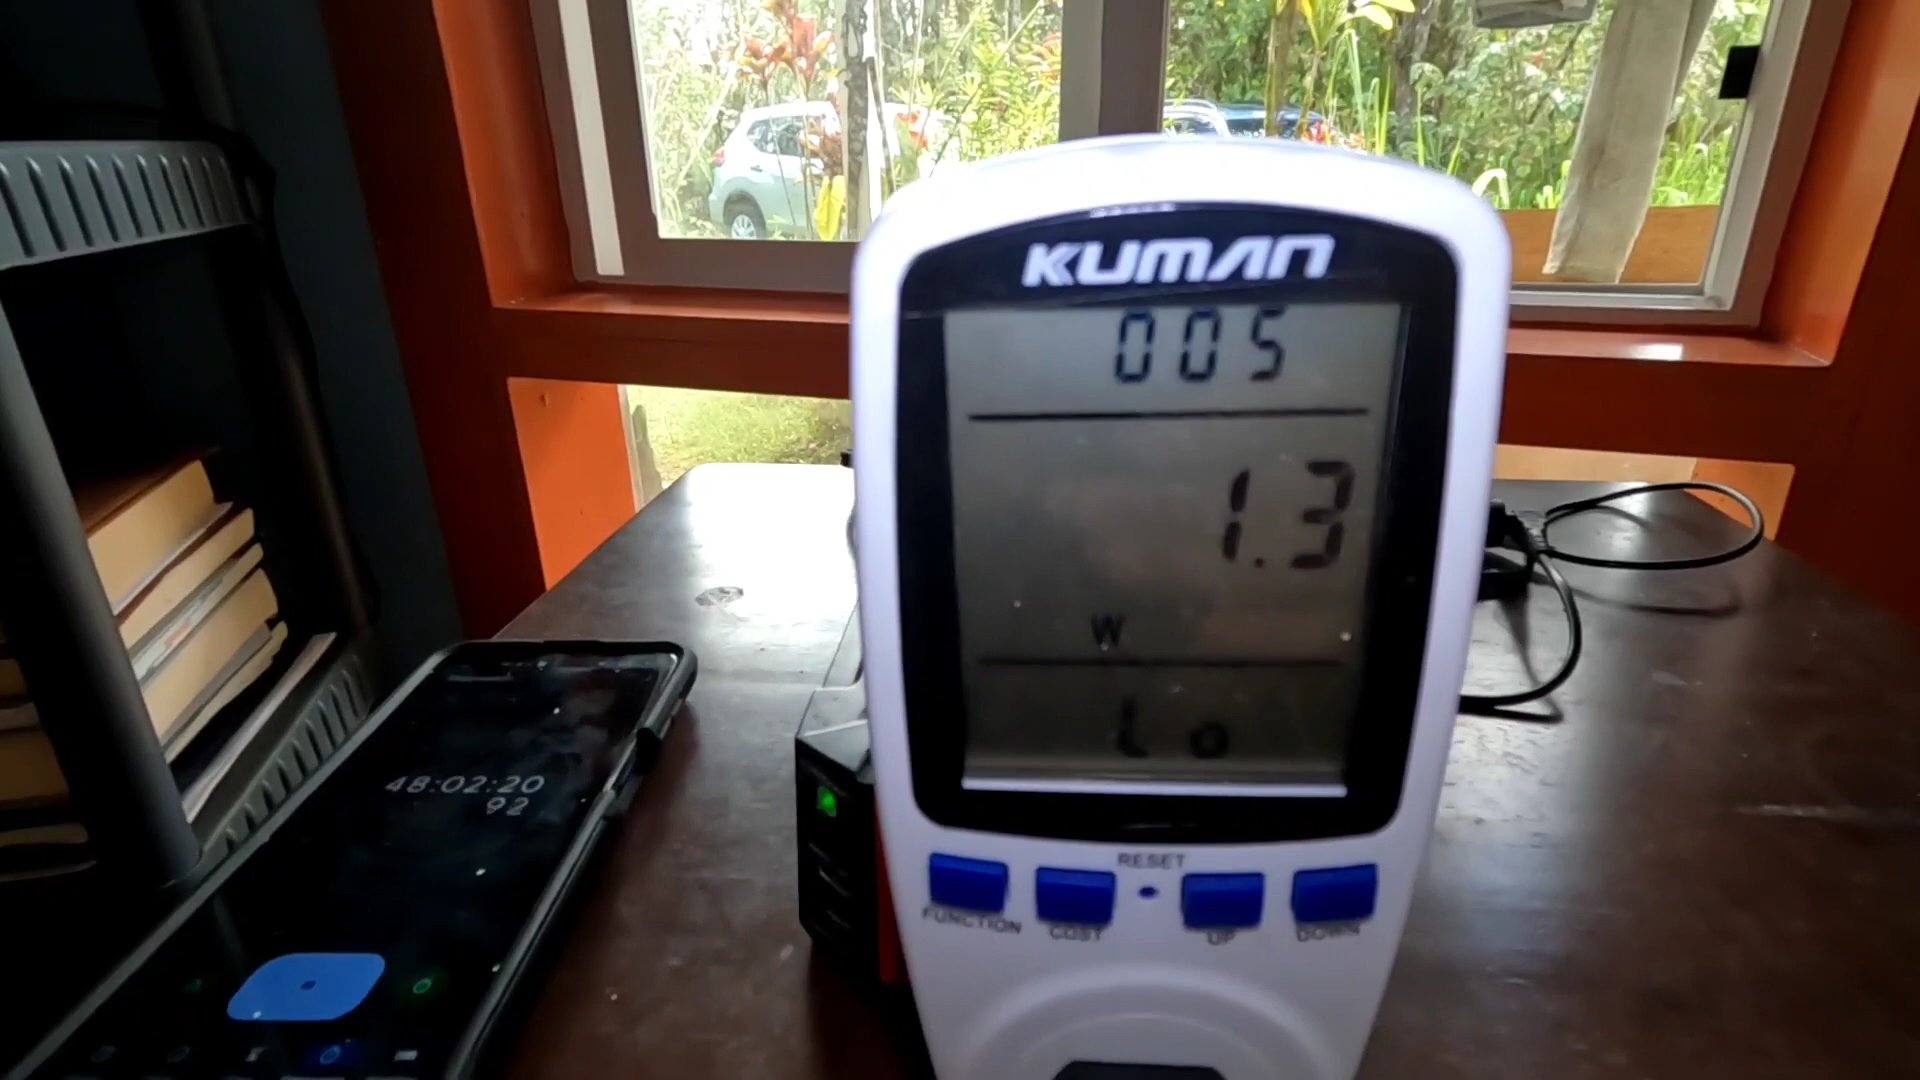 KUMAN
005
1.3
W
Lo
RESET
FUNCTION
COST
UP
DOWN
48:02:20
92